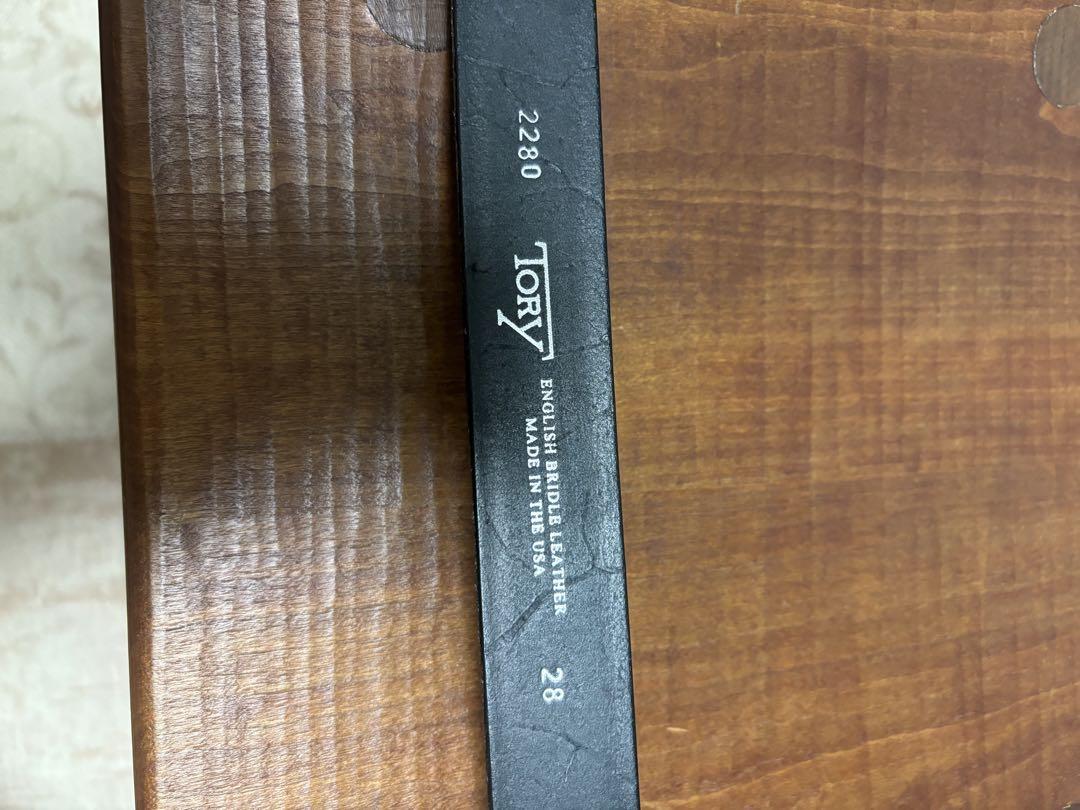 2280
TORY
ENGLISH BRIDLE LEATHER
MADE IN THE USA
28